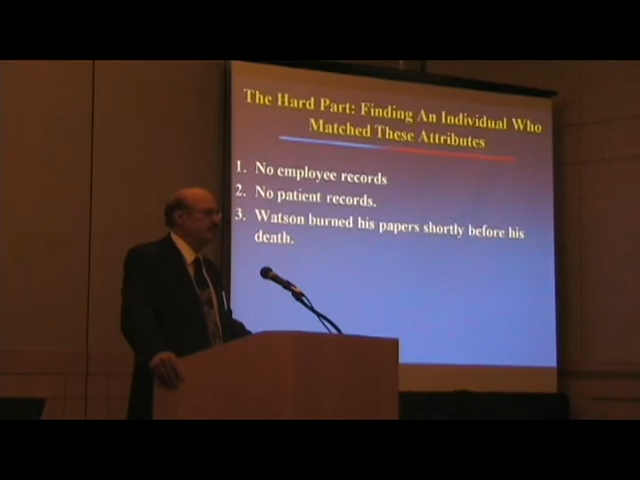 The Hard Part: Finding An Individual Who
Matched These Attributes
1. No employee records
2. No patient records.
3. Watson burned his papers shortly before his
death.